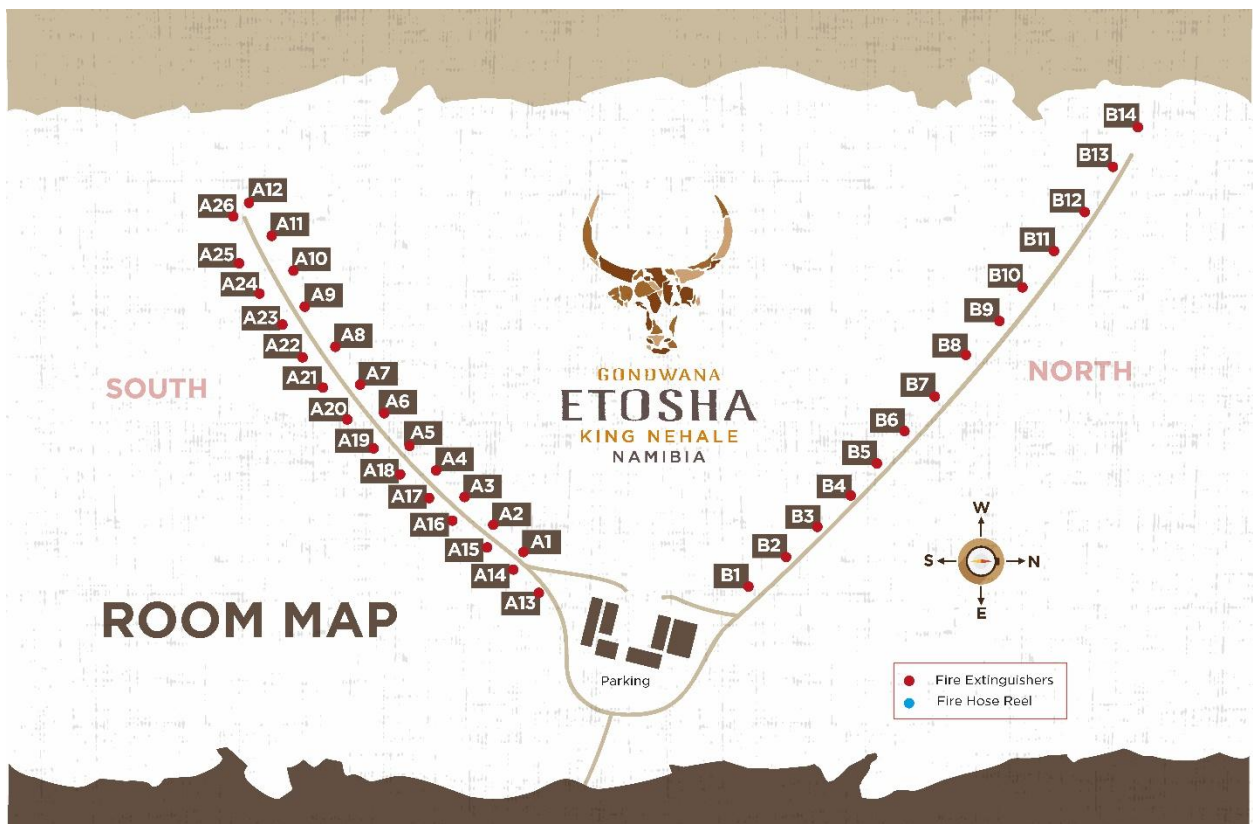 B14
B13
B12
B11
B10
B9
B8
B7
B6
B5
B4
B3
B2
B1
A12
A26
A11
A25
A10
A24
A9
A23
A8
A22
A7
A21
A6
A20
A5
A19
A4
A18
A3
A17
A2
A16
A1
A15
A14
A13
SOUTH
GONDWANA
ETOSHA
KING NEHALE
NAMIBIA
NORTH
W
S N
E
ROOM MAP
Parking
Fire Extinguishers
Fire Hose Reel